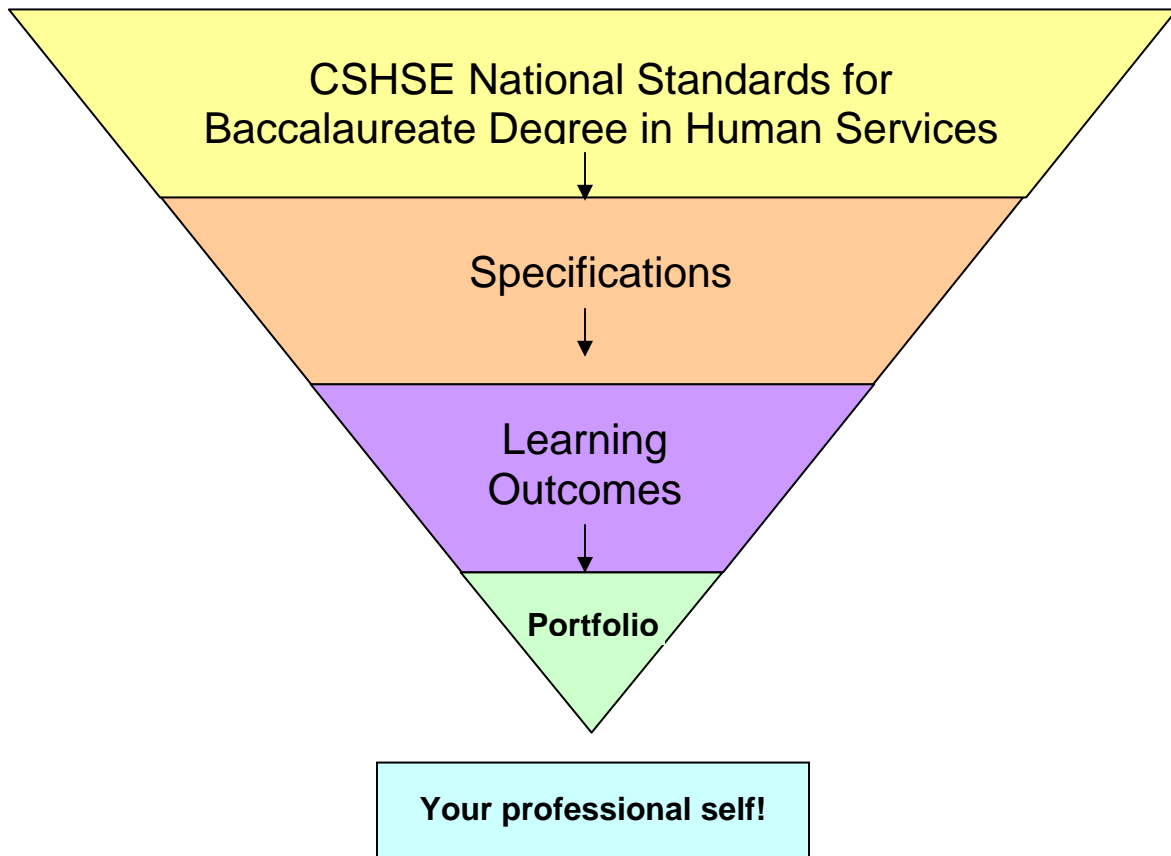 CSHSE National Standards for
Baccalaureate Degree in Human Services
Specifications
Learning
Outcomes
Portfolio
Your professional self!